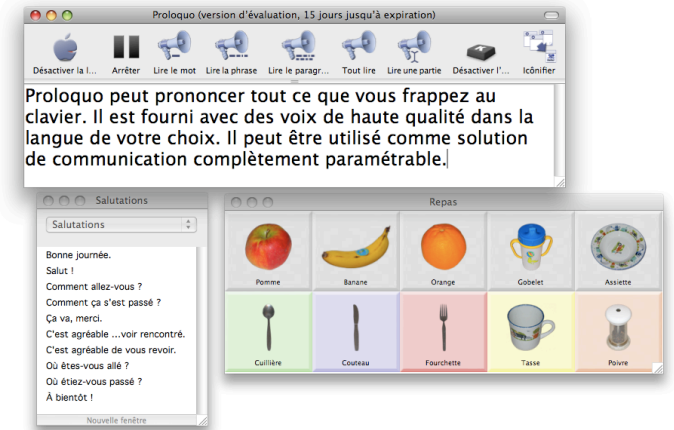 Proloquo (version d'évaluation, 15 jours jusqu'à expiration)
Désactiver la l... Arrêter Lire le mot Lire la phrase Lire le paragr... Tout lire Lire une partie Désactiver l'... Icônifier
Proloquo peut prononcer tout ce que vous frappez au
clavier. Il est fourni avec des voix de haute qualité dans la
langue de votre choix. Il peut être utilisé comme solution
de communication complètement paramétrable.
Salutations
Salutations
Bonne journée.
Salut !
Comment allez-vous ?
Comment ça s'est passé ?
Ça va, merci.
C'est agréable ...voir rencontré.
C'est agréable de vous revoir.
Où êtes-vous allé ?
Où étiez-vous passé ?
À bientôt !
Nouvelle fenêtre
Repas
Pomme Banane Orange Gobelet Assiette
Cuillière Couteau Fourchette Tasse Poivre